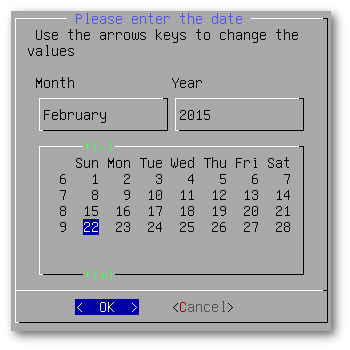 Please enter the date
Use the arrows keys to change the
values
Month Year
February 2015
^(-)
Sun Mon Tue Wed Thu Fri Sat
6 1 2 3 4 5 6 7
7 8 9 10 11 12 13 14
8 15 16 17 18 19 20 21
9 22 23 24 25 26 27 28
+(+)
< OK > <Cancel>